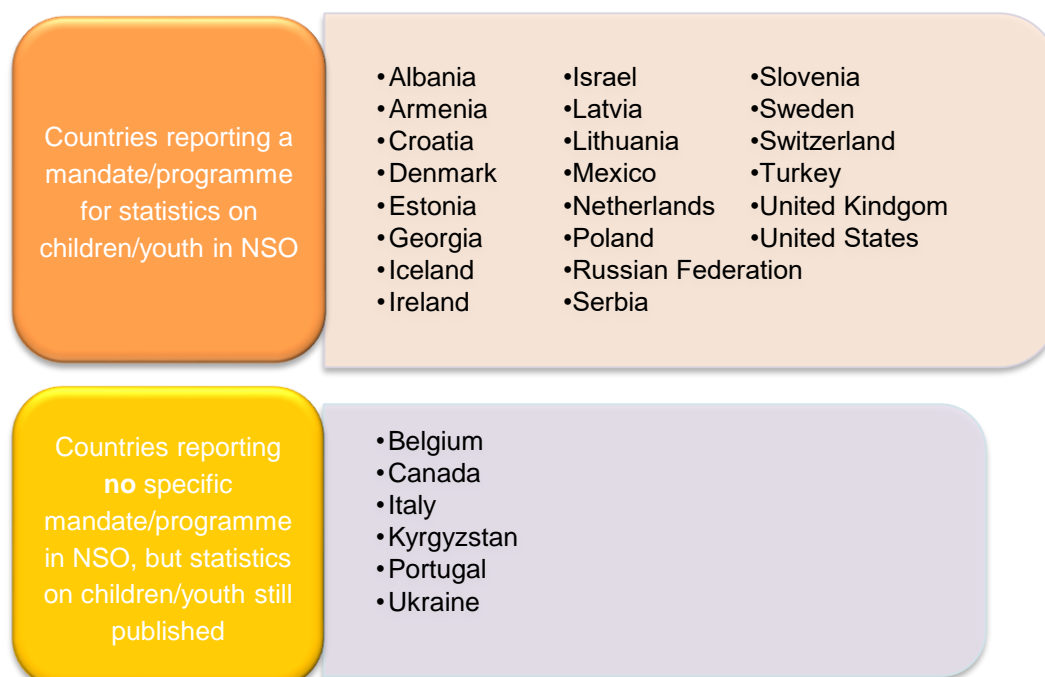 Countries reporting a
mandate/programme
for statistics on
children/youth in NSO
•Albania
•Armenia
•Croatia
•Denmark
•Estonia
•Georgia
•Iceland
•Ireland
•Israel
•Latvia
•Lithuania
•Mexico
•Netherlands
•Poland
•Russian Federation
•Serbia
•Slovenia
•Sweden
•Switzerland
•Turkey
•United Kindgom
•United States
Countries reporting
no specific
mandate/programme
in NSO, but statistics
on children/youth still
published
•Belgium
•Canada
•Italy
•Kyrgyzstan
•Portugal
•Ukraine